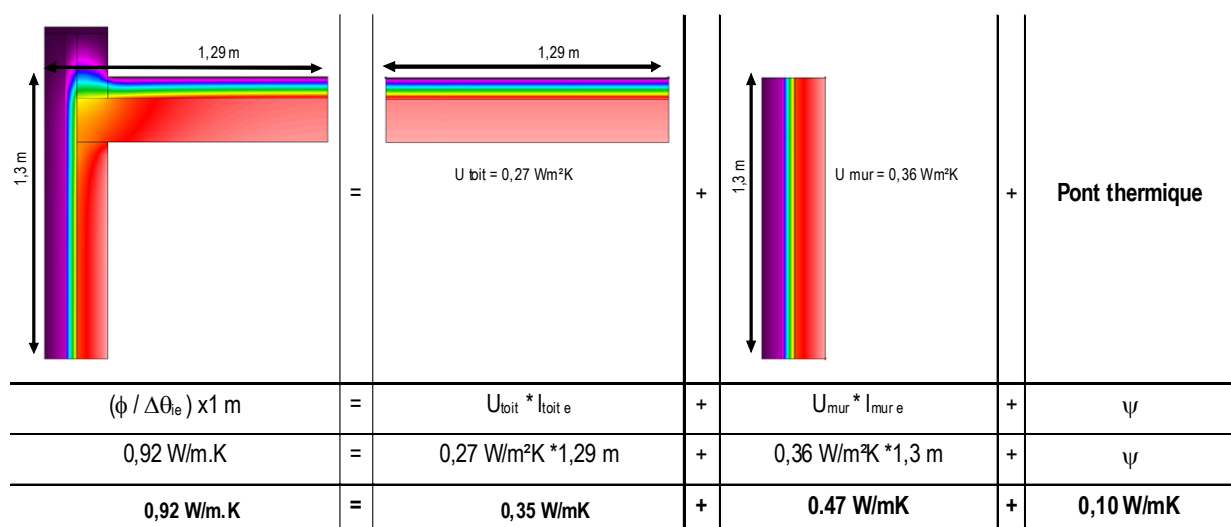 1,29 m
1,29 m
1,3 m
1,3 m
U toit = 0,27 Wm²K
U mur = 0,36 Wm²K
= + + Pont thermique
(ϕ / Δθie ) x1 m = Utoit * ltoit e + Umur * lmur e + ψ
0,92 W/m.K = 0,27 W/m²K *1,29 m + 0,36 W/m²K *1,3 m + ψ
0,92 W/m.K = 0,35 W/mK + 0.47 W/mK + 0,10 W/mK